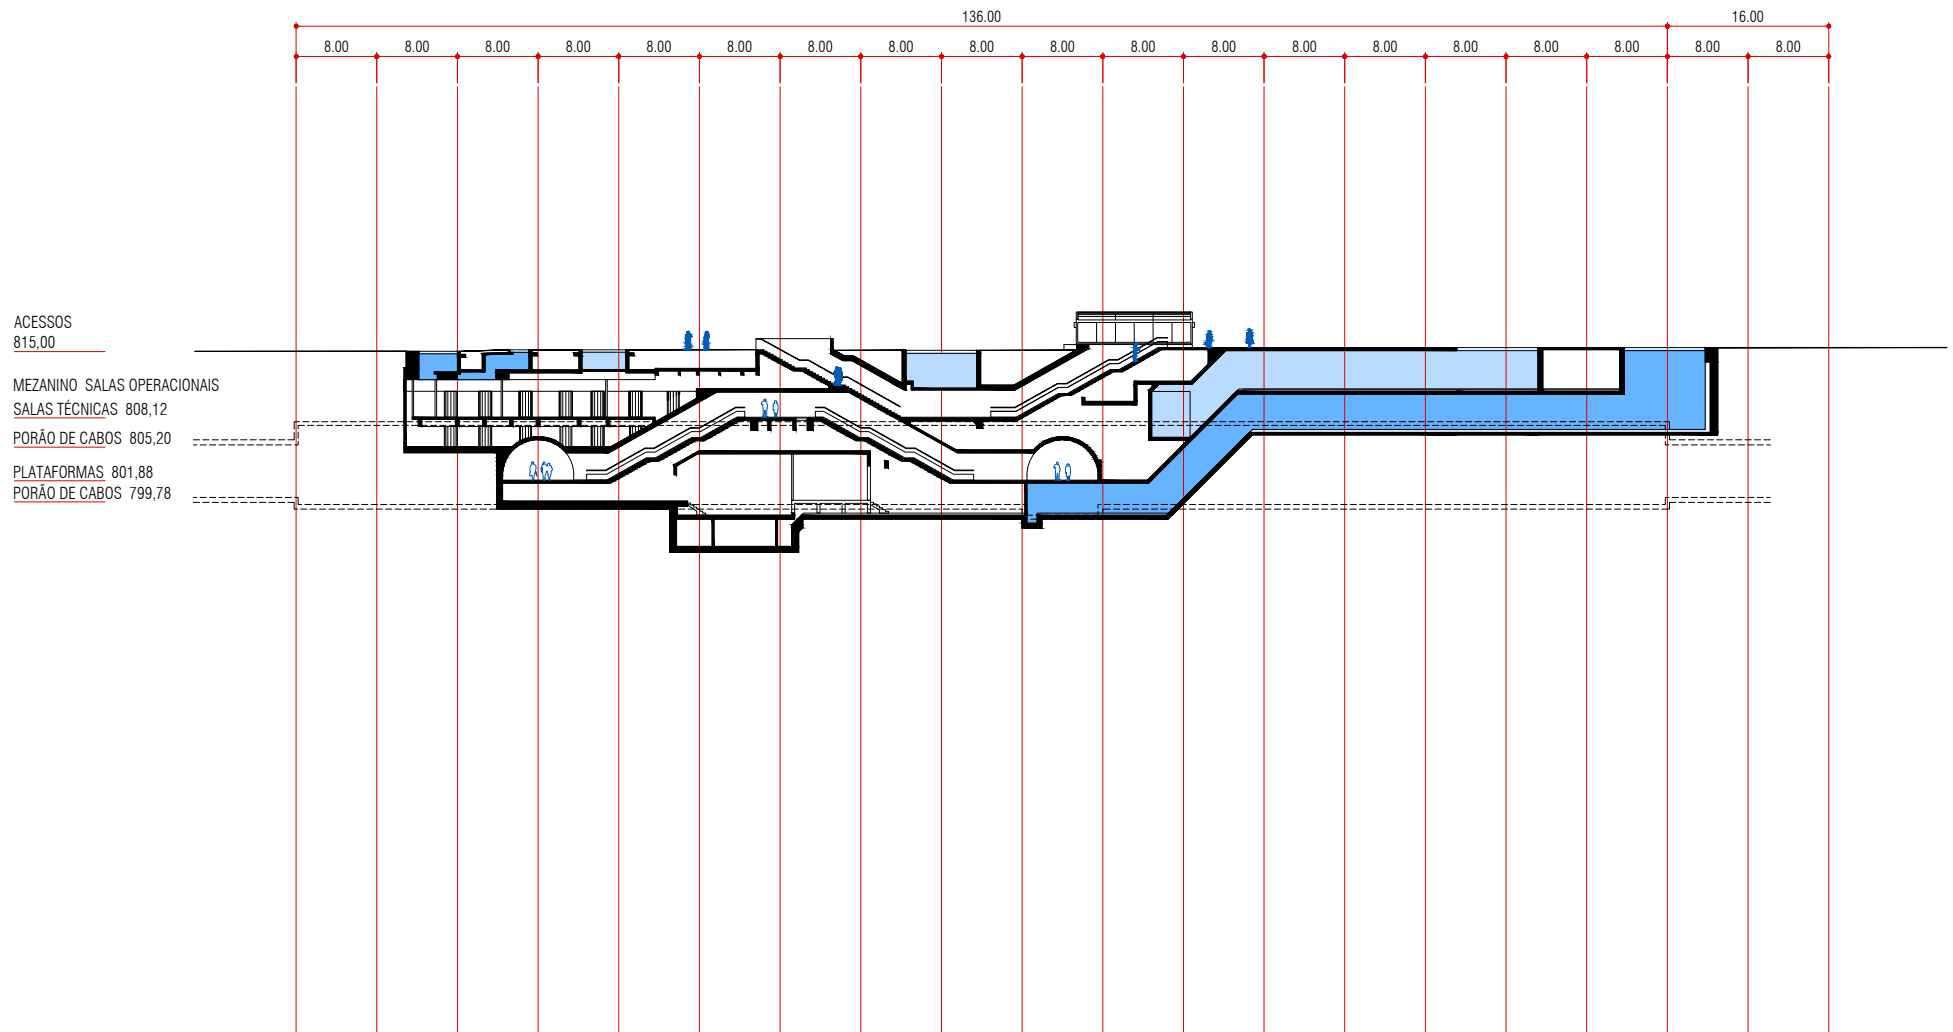 136.00 16.00
8.00 8.00 8.00 8.00 8.00 8.00 8.00 8.00 8.00 8.00 8.00 8.00 8.00 8.00 8.00 8.00 8.00 8.00 8.00
ACESSOS
815,00
MEZANINO SALAS OPERACIONAIS
SALAS TÉCNICAS 808,12
PORÃO DE CABOS 805,20
PLATAFORMAS 801,88
PORÃO DE CABOS 799,78